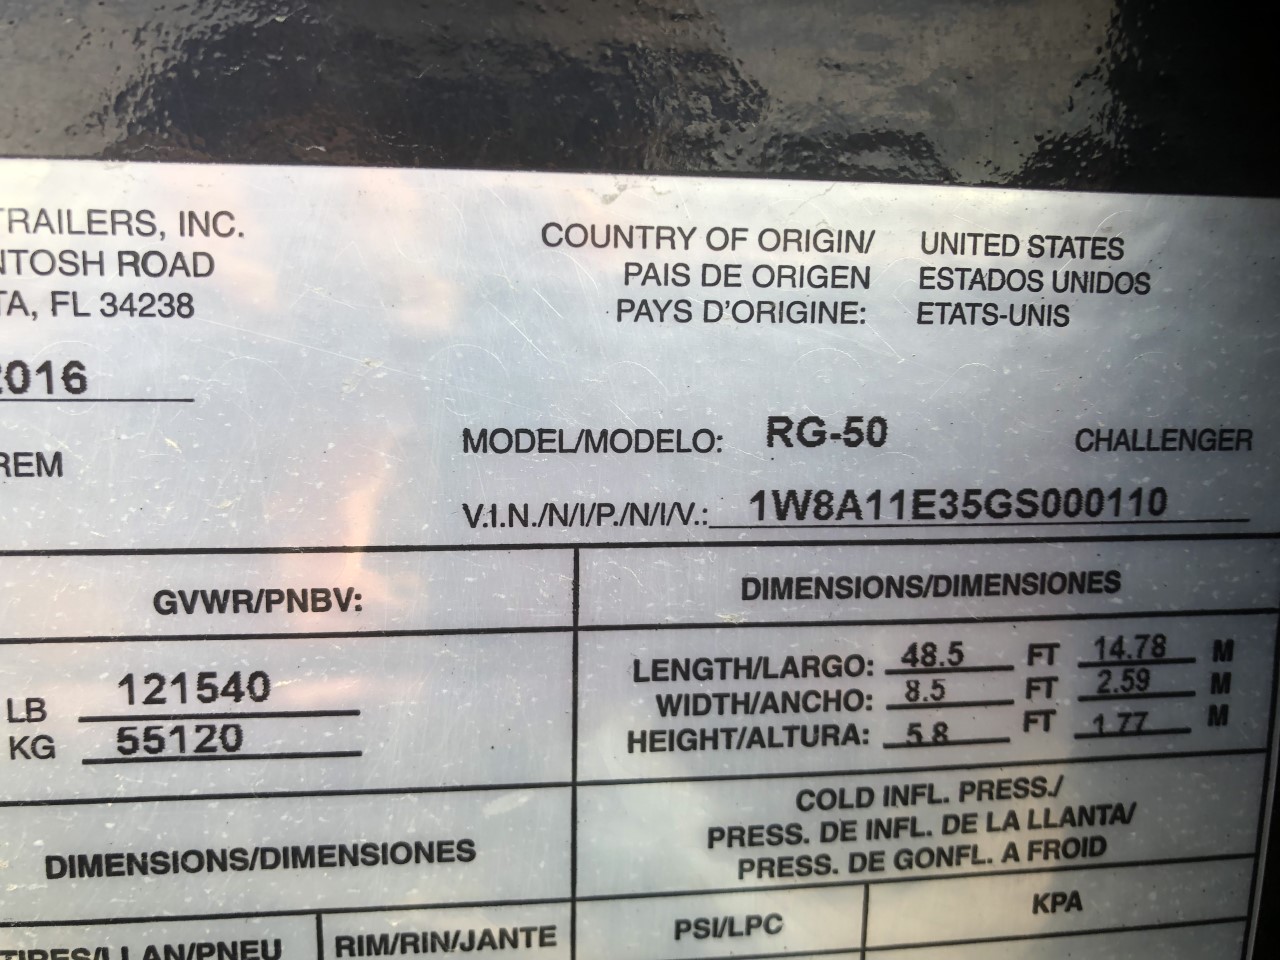 TRAILERS, INC.
NTOSH ROAD
TA, FL 34238
COUNTRY OF ORIGIN/ UNITED STATES
PAIS DE ORIGEN ESTADOS UNIDOS
PAYS D'ORIGINE: ETATS-UNIS
2016
REM
MODEL/MODELO: RG-50 CHALLENGER
V.I.N./N/I/P./N/I/V.: 1W8A11E35GS000110
GVWR/PNBV:
LB 121540
KG 55120
DIMENSIONS/DIMENSIONES
LENGTH/LARGO: 48.5 FT 14.78 M
WIDTH/ANCHO: 8.5 FT 2.59 M
HEIGHT/ALTURA: 5.8 FT 1.77 M
DIMENSIONS/DIMENSIONES
TIRES/LLAN/PNEU RIM/RIN/JANTE
COLD INFL. PRESS./
PRESS. DE INFL. DE LA LLANTA/
PRESS. DE GONFL. A FROID
PSI/LPC KPA